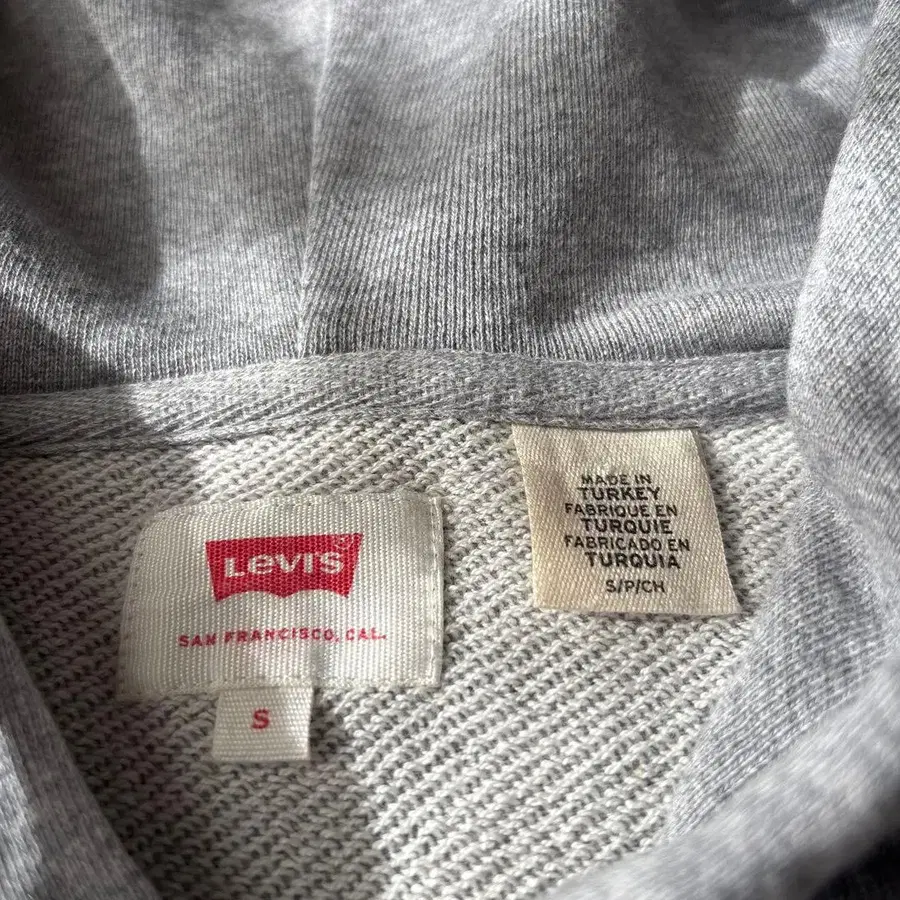 LEVI'S®
SAN FRANCISCO, CAL.
S
MADE IN
TURKEY
FABRIQUE EN
TURQUIE
FABRICADO EN
TURQUIA
S/P/CH